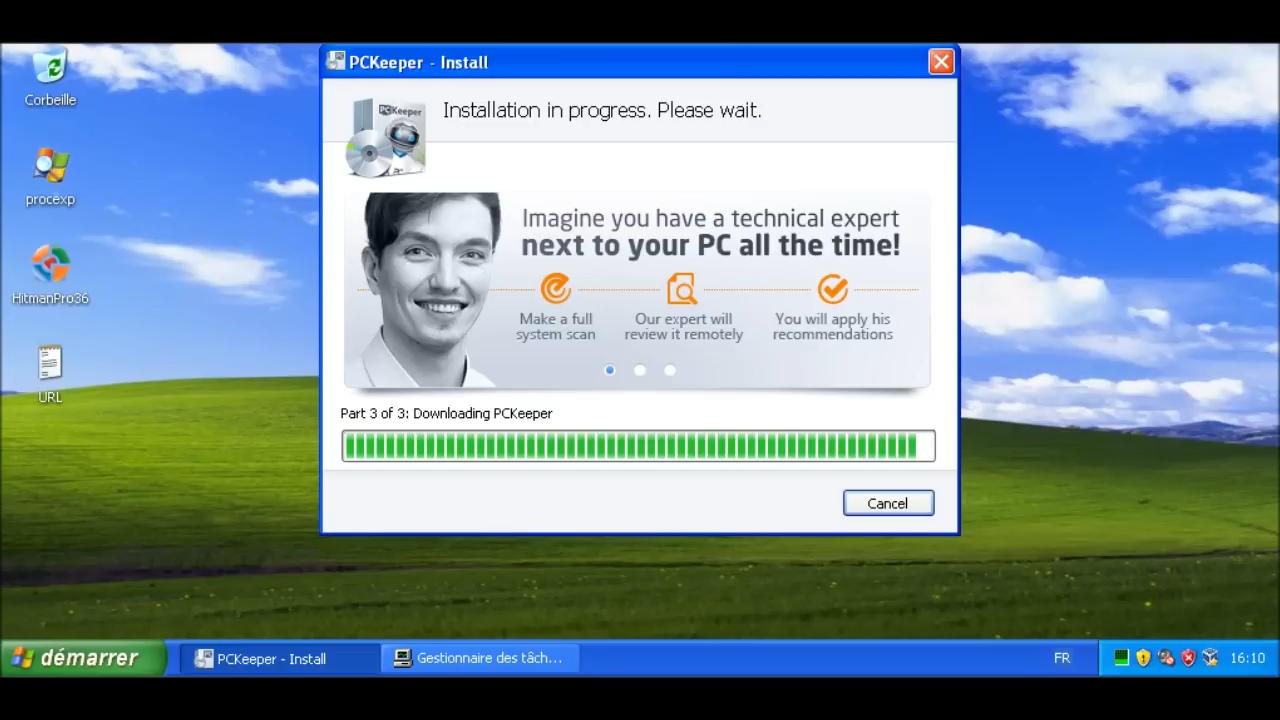 PCKeeper - Install
Corbeille
procexp
HitmanPro36
URL
PCKeeper
Installation in progress. Please wait.
Imagine you have a technical expert
next to your PC all the time!
Make a full
system scan
Our expert will
review it remotely
You will apply his
recommendations
Part 3 of 3: Downloading PCKeeper
Cancel
démarrer
PCKeeper - Install
Gestionnaire des tâch...
FR
16:10